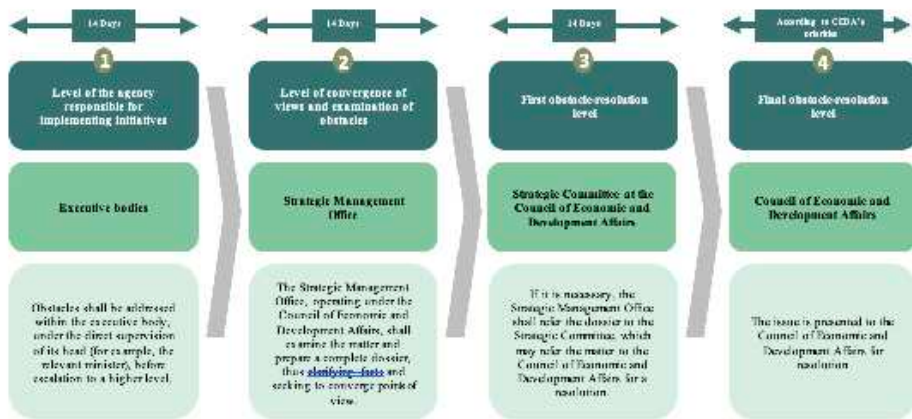 14 Days
14 Days
14 Days
According to CEDA's
priorities
1
2
3
4
Level of the agency
responsible for
implementing initiatives
Level of convergence of
views and examination of
obstacles
First obstacle-resolution
level
Final obstacle-resolution
level
Executive bodies
Strategic Management
Office
Strategic Committee at the
Council of Economic and
Development Affairs
Council of Economic and
Development Affairs
Obstacles shall be addressed
within the executive body,
under the direct supervision
of its head (for example, the
relevant minister), before
escalation to a higher level.
The Strategic Management
Office, operating under the
Council of Economic and
Development Affairs, shall
examine the matter and
prepare a complete dossier,
thus clarifying facts and
seeking to converge points of
view.
If it is necessary, the
Strategic Management Office
shall refer the dossier to the
Strategic Committee, which
may refer the matter to the
Council of Economic and
Development Affairs for a
resolution.
The issue is presented to the
Council of Economic and
Development Affairs for
resolution